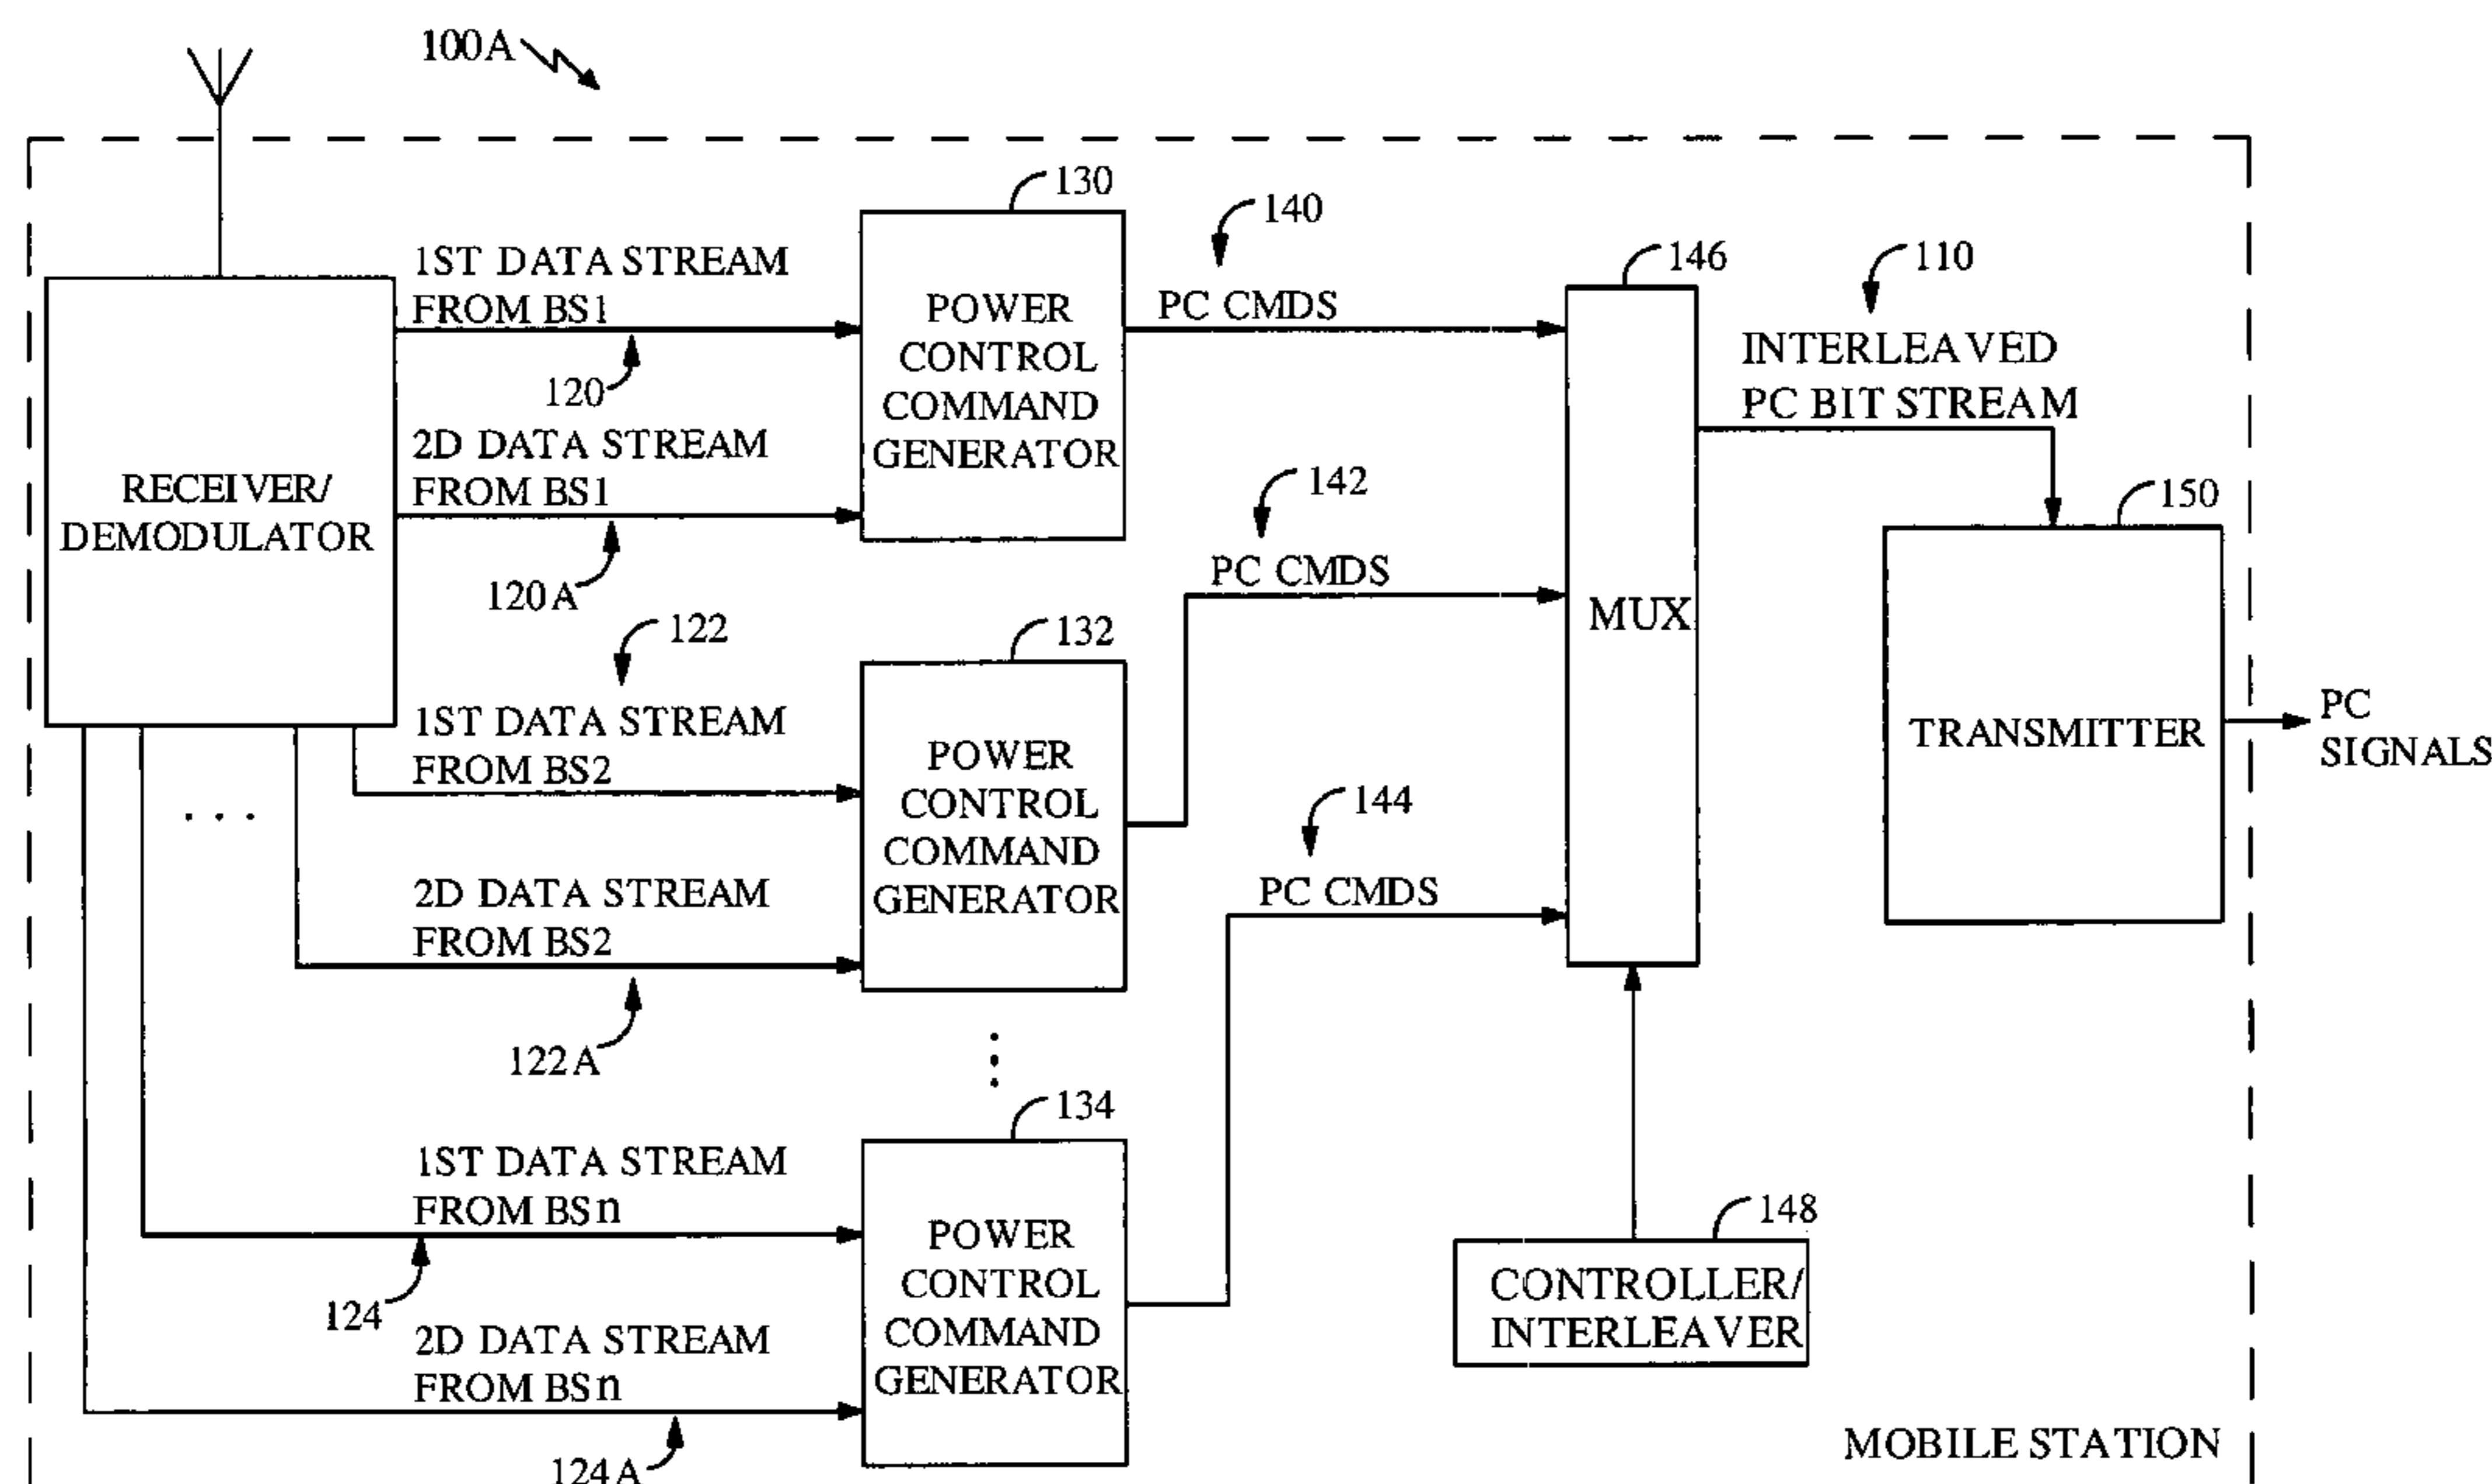 100A
130
140
146
110
1ST DATA STREAM
FROM BS1
120
2D DATA STREAM
FROM BS1
120A
RECEIVER/
DEMODULATOR
POWER
CONTROL
COMMAND
GENERATOR
PC CMDS
INTERLEAVED
PC BIT STREAM
142
PC CMDS
MUX
150
TRANSMITTER
PC
SIGNALS
122
1ST DATA STREAM
FROM BS2
132
POWER
CONTROL
COMMAND
GENERATOR
144
PC CMDS
. . .
2D DATA STREAM
FROM BS2
122A
134
1ST DATA STREAM
FROM BSn
124
2D DATA STREAM
FROM BSn
124A
POWER
CONTROL
COMMAND
GENERATOR
148
CONTROLLER/
INTERLEAVER
MOBILE STATION